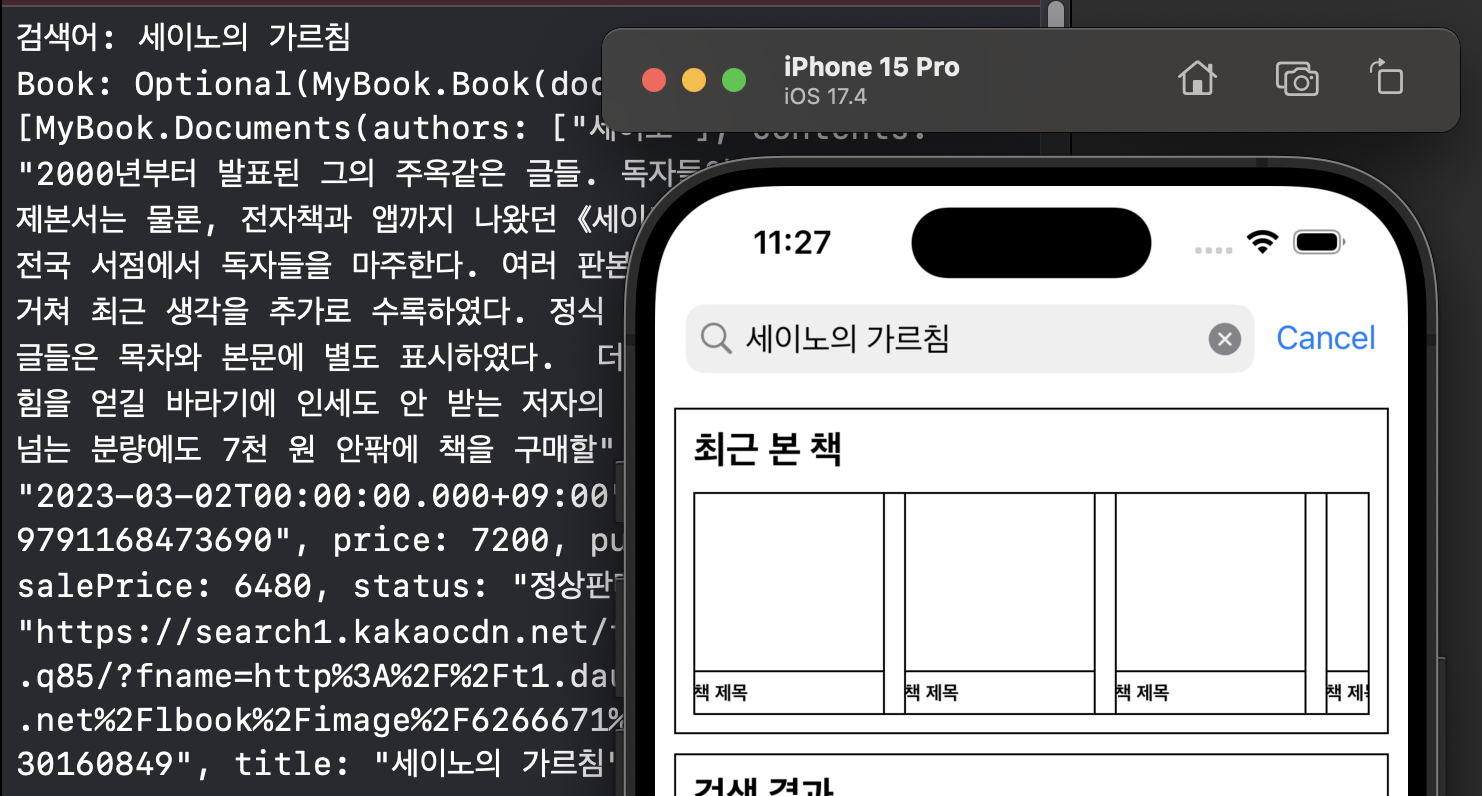 검색어: 세이노의 가르침
Book: Optional(MyBook.Book(doc
[MyBook.Documents(authors: ["세이노"], contents:
"2000년부터 발표된 그의 주옥같은 글들. 독자들이
제본서는 물론, 전자책과 앱까지 나왔던 《세이
전국 서점에서 독자들을 마주한다. 여러 판본
거쳐 최근 생각을 추가로 수록하였다. 정식
글들은 목차와 본문에 별도 표시하였다. 더
힘을 얻길 바라기에 인세도 안 받는 저자의
넘는 분량에도 7천 원 안팎에 책을 구매할"
"2023-03-02T00:00:00.000+09:00"
9791168473690", price: 7200, pu
salePrice: 6480, status: "정상판
"https://search1.kakaocdn.net/
.q85/?fname=http%3A%2F%2Ft1.dau
.net%2Flbook%2Fimage%2F6266671%
30160849", title: "세이노의 가르침"
iPhone 15 Pro
iOS 17.4
11:27
세이노의 가르침
Cancel
최근 본 책
책 제목
책 제목
책 제목
책 제
검색 결과